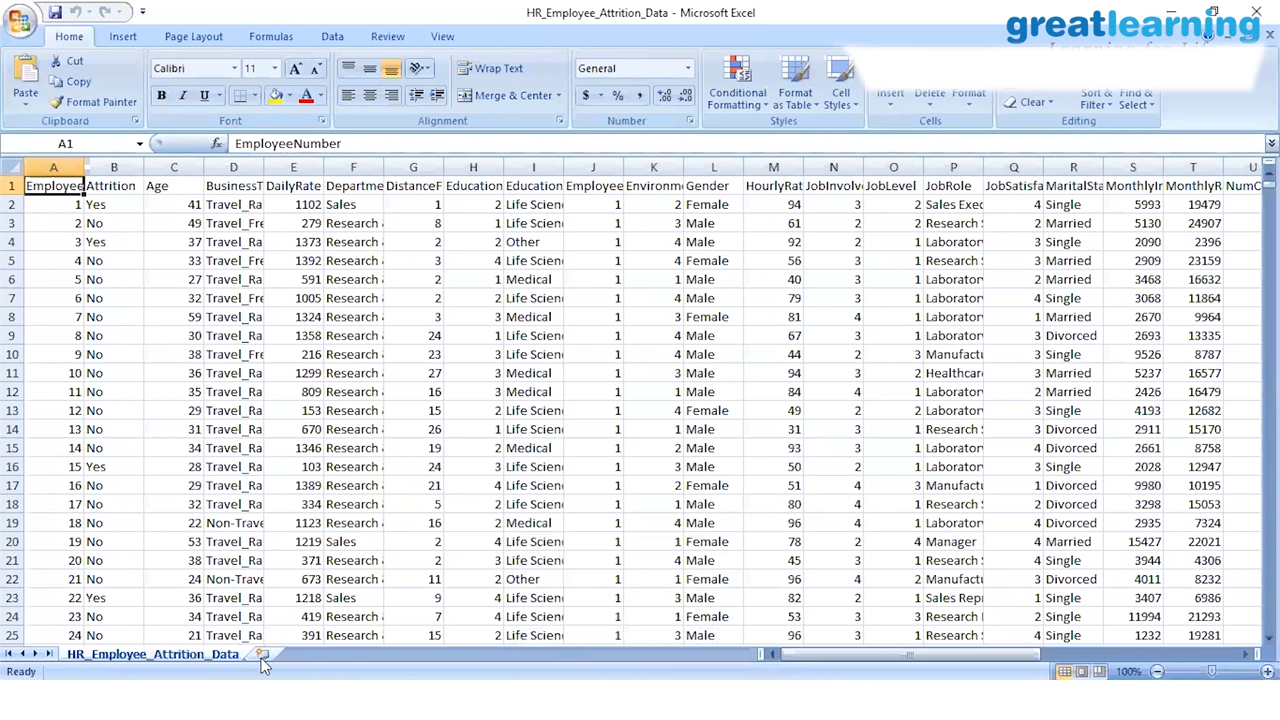 HR_Employee_Attrition_Data - Microsoft Excel
greatlearning
Home Insert Page Layout Formulas Data Review View
Cut
Copy
Format Painter
Paste
Clipboard
Calibri 11
B I U
Font
Wrap Text
Merge & Center
Alignment
General
$ % ,
Number
Conditional Formatting
Format as Table
Cell Styles
Styles
Insert Delete Format
Cells
Clear
Sort & Filter
Find & Select
Editing
A1 fx EmployeeNumber
A B C D E F G H I J K L M N O P Q R S T U
1 Employee Attrition Age BusinessT DailyRate Departme DistanceF Education Education Employee Environm Gender HourlyRat JobInvolve JobLevel JobRole JobSatisfa MaritalSta MonthlyIn MonthlyR NumC
2 1 Yes 41 Travel_Ra 1102 Sales 1 2 Life Scien 1 2 Female 94 3 2 Sales Exec 4 Single 5993 19479
3 2 No 49 Travel_Fre 279 Research 8 1 Life Scien 1 3 Male 61 2 2 Research S 2 Married 5130 24907
4 3 Yes 37 Travel_Ra 1373 Research 2 2 Other 1 4 Male 92 2 1 Laborator 3 Single 2090 2396
5 4 No 33 Travel_Fre 1392 Research 3 4 Life Scien 1 4 Female 56 3 1 Research S 3 Married 2909 23159
6 5 No 27 Travel_Ra 591 Research 2 1 Medical 1 1 Male 40 3 1 Laborator 2 Married 3468 16632
7 6 No 32 Travel_Fre 1005 Research 2 2 Life Scien 1 4 Male 79 3 1 Laborator 4 Single 3068 11864
8 7 No 59 Travel_Ra 1324 Research 3 3 Medical 1 3 Female 81 4 1 Laborator 1 Married 2670 9964
9 8 No 30 Travel_Ra 1358 Research 24 1 Life Scien 1 4 Male 67 3 1 Laborator 3 Divorced 2693 13335
10 9 No 38 Travel_Fre 216 Research 23 3 Life Scien 1 4 Male 44 2 3 Manufactu 3 Single 9526 8787
11 10 No 36 Travel_Ra 1299 Research 27 3 Medical 1 3 Male 94 3 2 Healthcare 3 Married 5237 16577
12 11 No 35 Travel_Ra 809 Research 16 3 Medical 1 1 Male 84 4 1 Laborator 2 Married 2426 16479
13 12 No 29 Travel_Ra 153 Research 15 2 Life Scien 1 4 Female 49 2 2 Laborator 3 Single 4193 12682
14 13 No 31 Travel_Ra 670 Research 26 1 Life Scien 1 1 Male 31 3 1 Research S 3 Divorced 2911 15170
15 14 No 34 Travel_Ra 1346 Research 19 2 Medical 1 2 Male 93 3 1 Laborator 4 Divorced 2661 8758
16 15 Yes 28 Travel_Ra 103 Research 24 3 Life Scien 1 3 Male 50 2 1 Laborator 3 Single 2028 12947
17 16 No 29 Travel_Ra 1389 Research 21 4 Life Scien 1 2 Female 51 4 3 Manufactu 1 Divorced 9980 10195
18 17 No 32 Travel_Ra 334 Research 5 2 Life Scien 1 1 Male 80 4 1 Research S 2 Divorced 3298 15053
19 18 No 22 Non-Trave 1123 Research 16 2 Medical 1 4 Male 96 4 1 Laborator 4 Divorced 2935 7324
20 19 No 53 Travel_Ra 1219 Sales 2 4 Life Scien 1 1 Female 78 2 4 Manager 4 Married 15427 22021
21 20 No 38 Travel_Ra 371 Research 2 3 Life Scien 1 4 Male 45 3 1 Research S 4 Single 3944 4306
22 21 No 24 Non-Trave 673 Research 11 2 Other 1 1 Female 96 4 2 Manufactu 3 Divorced 4011 8232
23 22 Yes 36 Travel_Ra 1218 Sales 9 4 Life Scien 1 3 Male 82 2 1 Sales Repr 1 Single 3407 6986
24 23 No 34 Travel_Ra 419 Research 7 4 Life Scien 1 1 Female 53 3 3 Research D 2 Single 11994 21293
25 24 No 21 Travel_Ra 391 Research 15 2 Life Scien 1 3 Male 96 3 1 Research S 4 Single 1232 19281
HR_Employee_Attrition_Data
Ready 100%